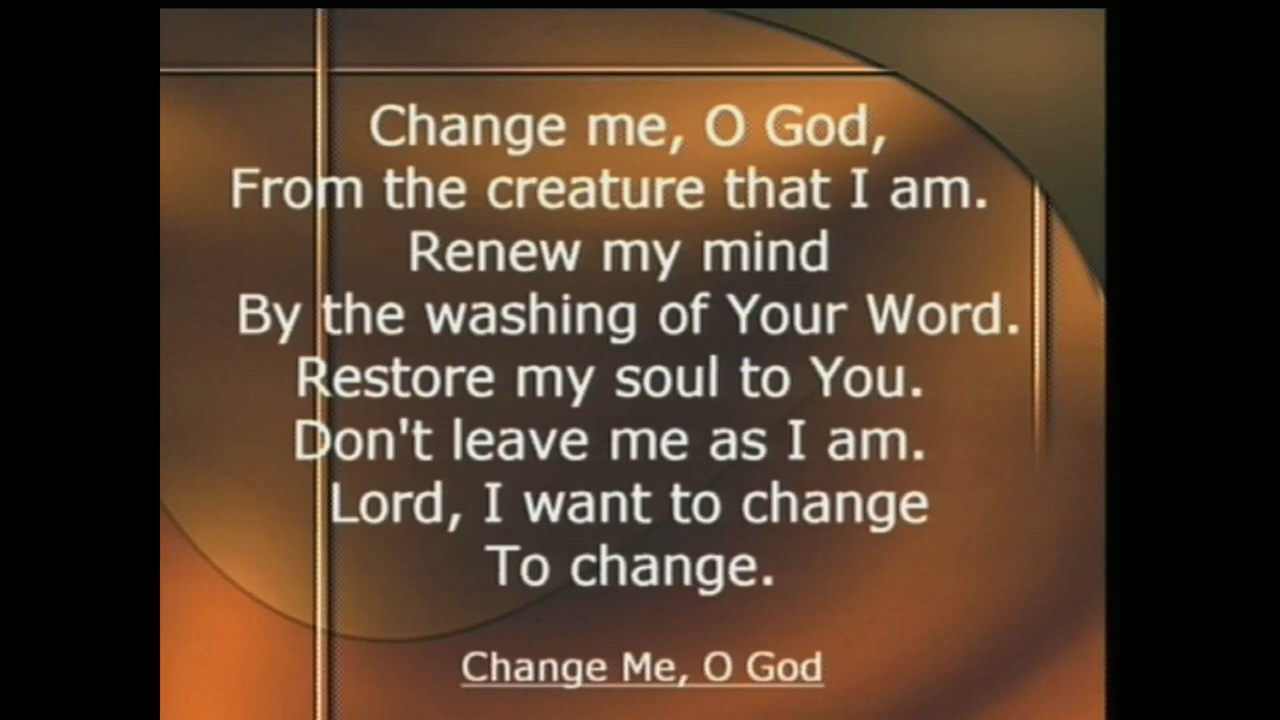 Change me, O God,
From the creature that I am.
Renew my mind
By the washing of Your Word.
Restore my soul to You.
Don't leave me as I am.
Lord, I want to change
To change.
Change Me, O God